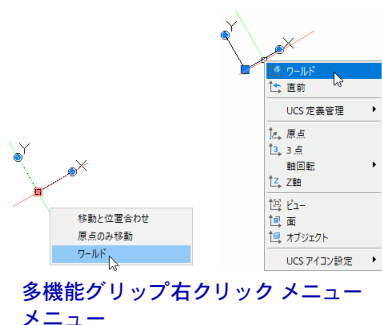 Y
X
ワールド
直前
UCS 定義管理
原点
3 点
軸回転
Z軸
ビュー
面
オブジェクト
UCS アイコン設定
Y
X
移動と位置合わせ
原点のみ移動
ワールド
多機能グリップ右クリック メニュー
メニュー